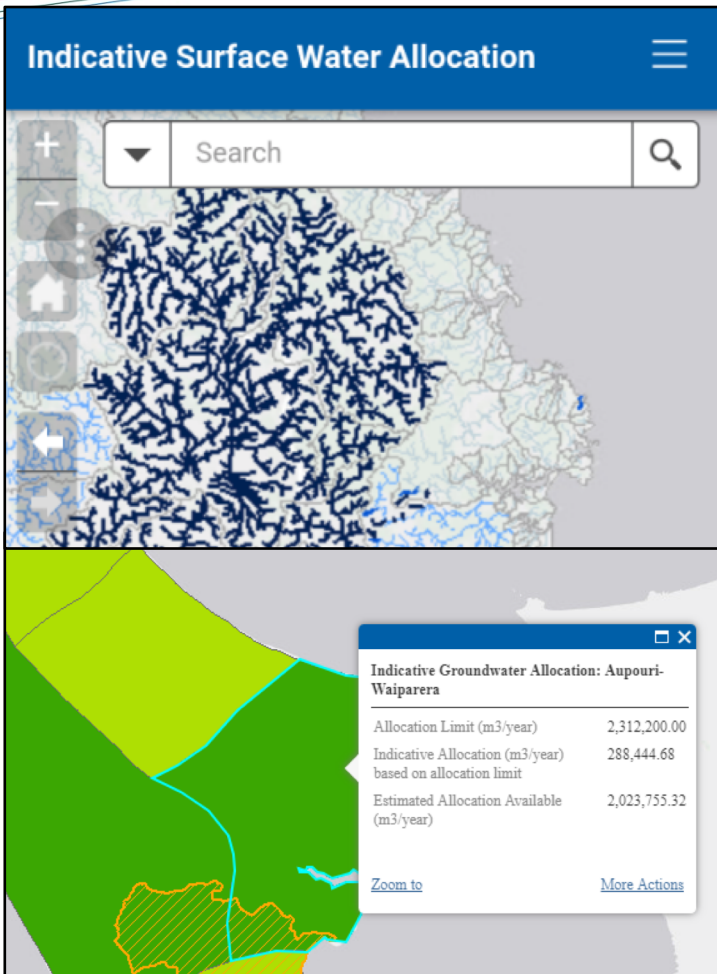 Indicative Surface Water Allocation
Search
Indicative Groundwater Allocation: Aupouri-
Waiparera
Allocation Limit (m3/year) 2,312,200.00
Indicative Allocation (m3/year) 288,444.68
based on allocation limit
Estimated Allocation Available 2,023,755.32
(m3/year)
Zoom to More Actions